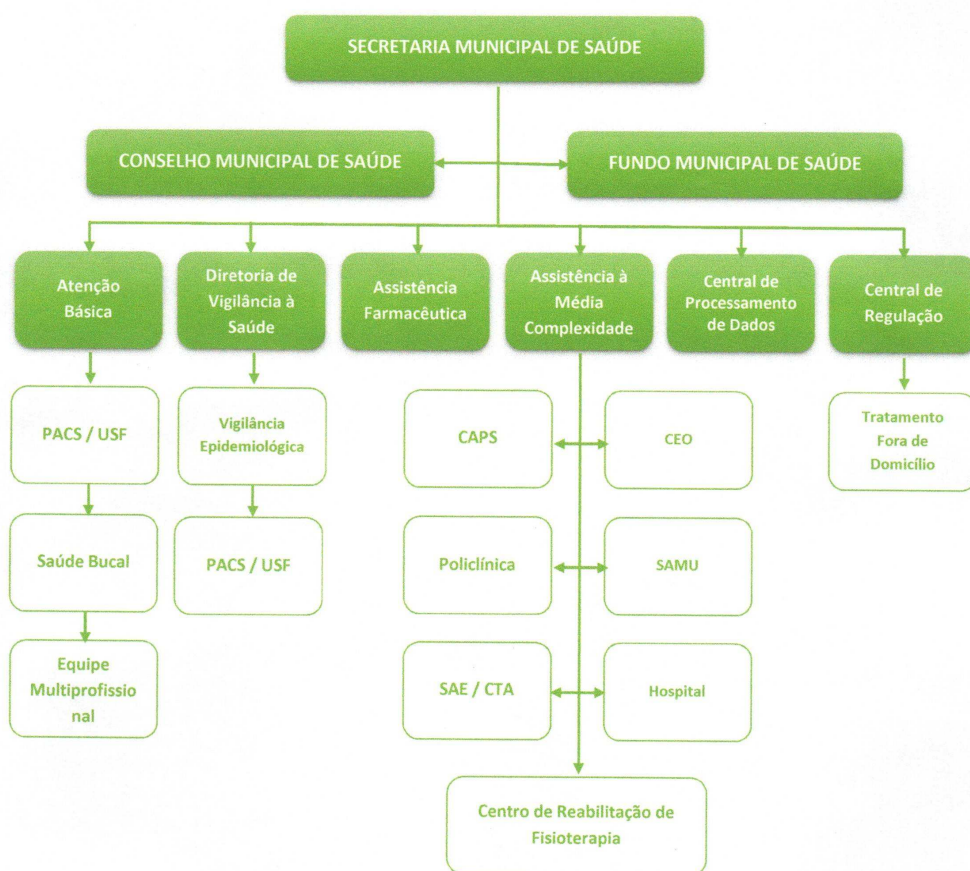 SECRETARIA MUNICIPAL DE SAÚDE
CONSELHO MUNICIPAL DE SAÚDE
FUNDO MUNICIPAL DE SAÚDE
Atenção
Básica
Diretoria de
Vigilância à
Saúde
Assistência
Farmacêutica
Assistência à
Média
Complexidade
Central de
Processamento
de Dados
Central de
Regulação
PACS / USF
Vigilância
Epidemiológica
CAPS
CEO
Tratamento
Fora de
Domicílio
Saúde Bucal
PACS / USF
Policlínica
SAMU
Equipe
Multiprofissio
nal
SAE / CTA
Hospital
Centro de Reabilitação de
Fisioterapia